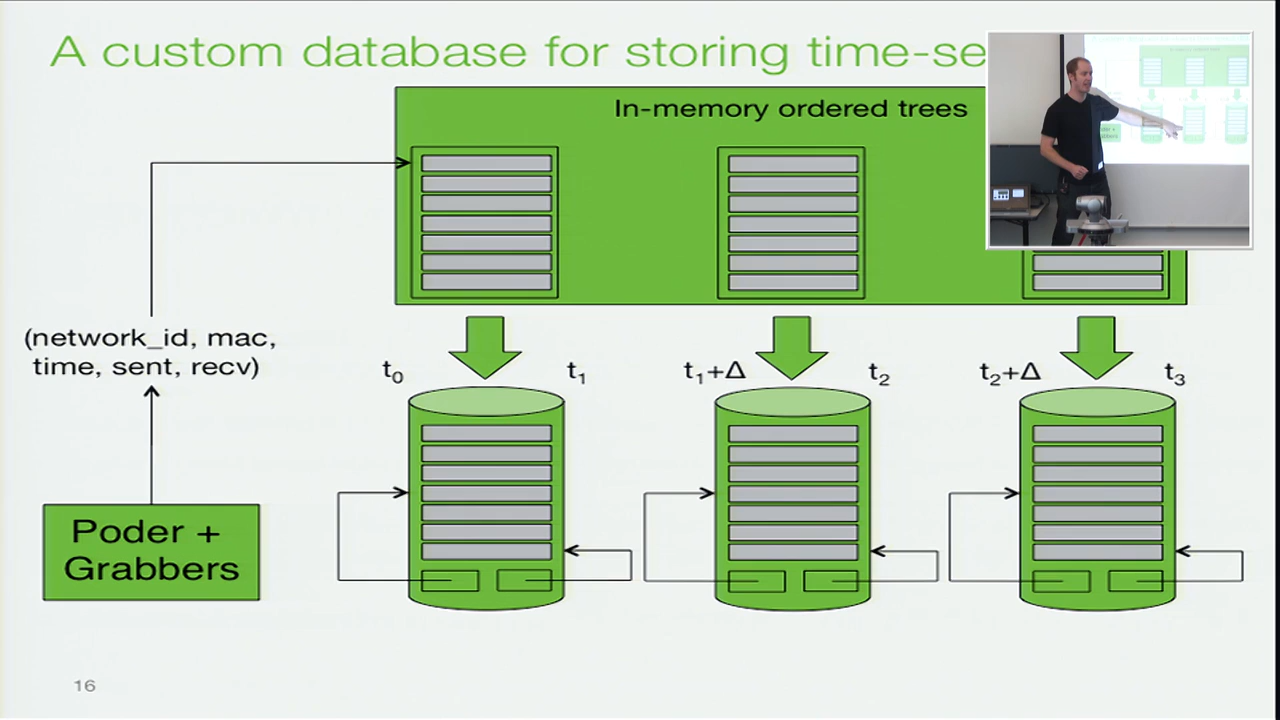 A custom database for storing time-se
In-memory ordered trees
(network_id, mac,
time, sent, recv)
t0
t1
t1+Δ
t2
t2+Δ
t3
Poder +
Grabbers
16